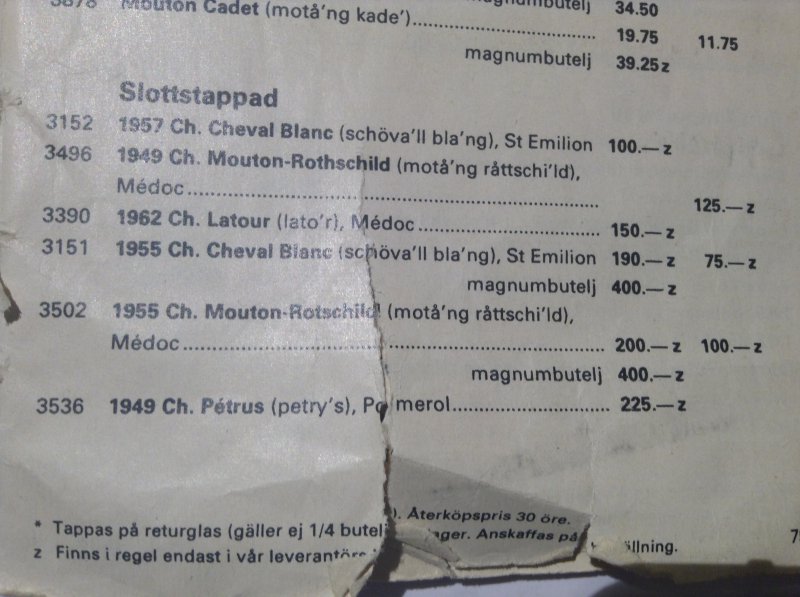 3878 Mouton Cadet (motå'ng kade') magnumbutelj 34.50
19.75 11.75
magnumbutelj 39.25 z
Slottstappad
3152 1957 Ch. Cheval Blanc (schöva'll bla'ng), St Emilion 100.— z
3496 1949 Ch. Mouton-Rothschild (motå'ng råttschi'ld),
Médoc 125.— z
3390 1962 Ch. Latour (lato'r), Médoc 150.— z
3151 1955 Ch. Cheval Blanc (schöva'll bla'ng), St Emilion 190.— z 75.— z
magnumbutelj 400.— z
3502 1955 Ch. Mouton-Rotschild (motå'ng råttschi'ld),
Médoc 200.— z 100.— z
magnumbutelj 400.— z
3536 1949 Ch. Pétrus (petry's), Pomerol 225.— z
* Tappas på returglas (gäller ej 1/4 butelj). Återköpspris 30 öre.
z Finns i regel endast i vår leverantörs lager. Anskaffas på